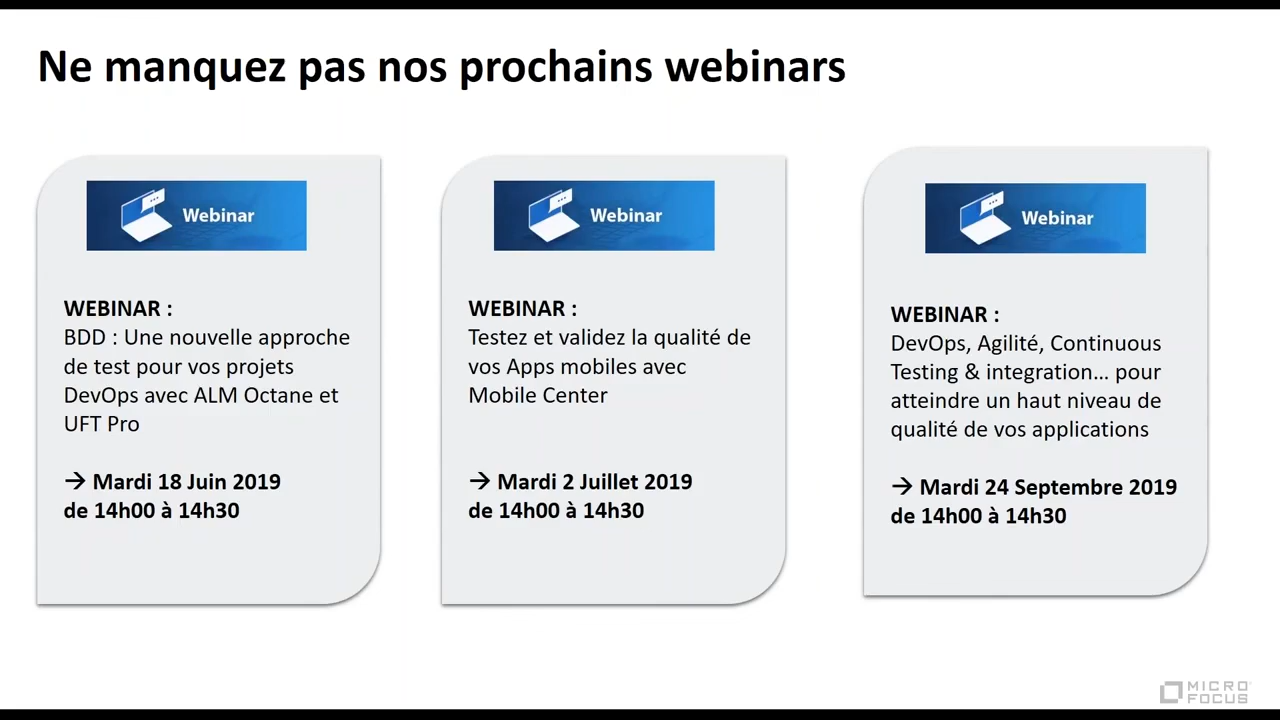 Ne manquez pas nos prochains webinars
Webinar
WEBINAR :
BDD : Une nouvelle approche
de test pour vos projets
DevOps avec ALM Octane et
UFT Pro
→ Mardi 18 Juin 2019
de 14h00 à 14h30
Webinar
WEBINAR :
Testez et validez la qualité de
vos Apps mobiles avec
Mobile Center
→ Mardi 2 Juillet 2019
de 14h00 à 14h30
Webinar
WEBINAR :
DevOps, Agilité, Continuous
Testing & integration… pour
atteindre un haut niveau de
qualité de vos applications
→ Mardi 24 Septembre 2019
de 14h00 à 14h30
MICRO
FOCUS